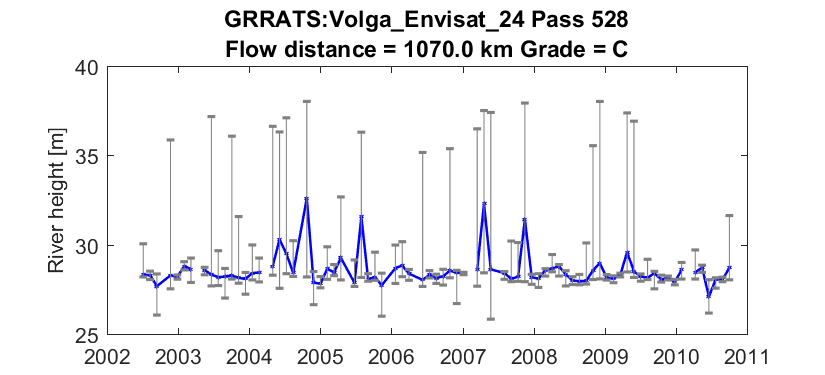 GRRATS:Volga_Envisat_24 Pass 528
Flow distance = 1070.0 km Grade = C
River height [m]
40
35
30
25
2002 2003 2004 2005 2006 2007 2008 2009 2010 2011